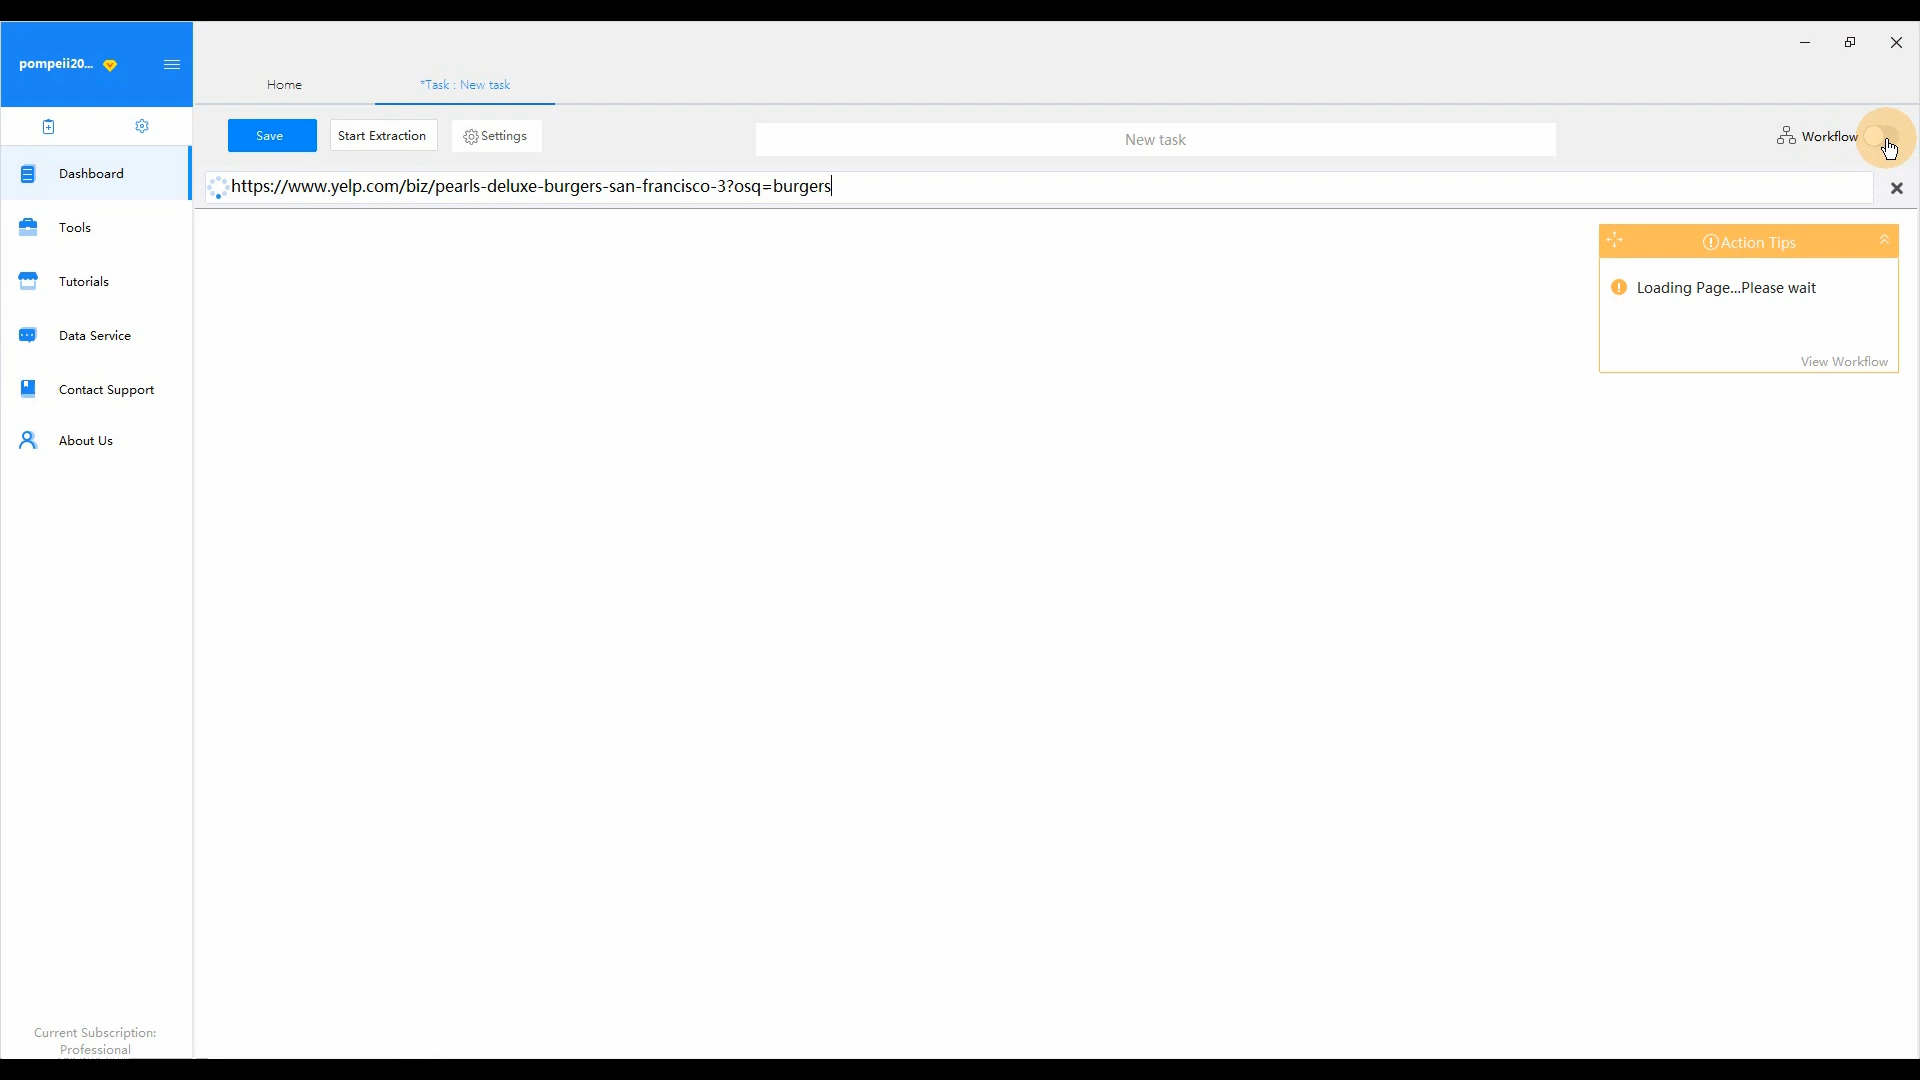 pompeii20...
Home
*Task : New task
Save
Start Extraction
Settings
New task
Workflow
https://www.yelp.com/biz/pearls-deluxe-burgers-san-francisco-3?osq=burgers
Dashboard
Tools
Tutorials
Data Service
Contact Support
About Us
Action Tips
Loading Page...Please wait
View Workflow
Current Subscription:
Professional